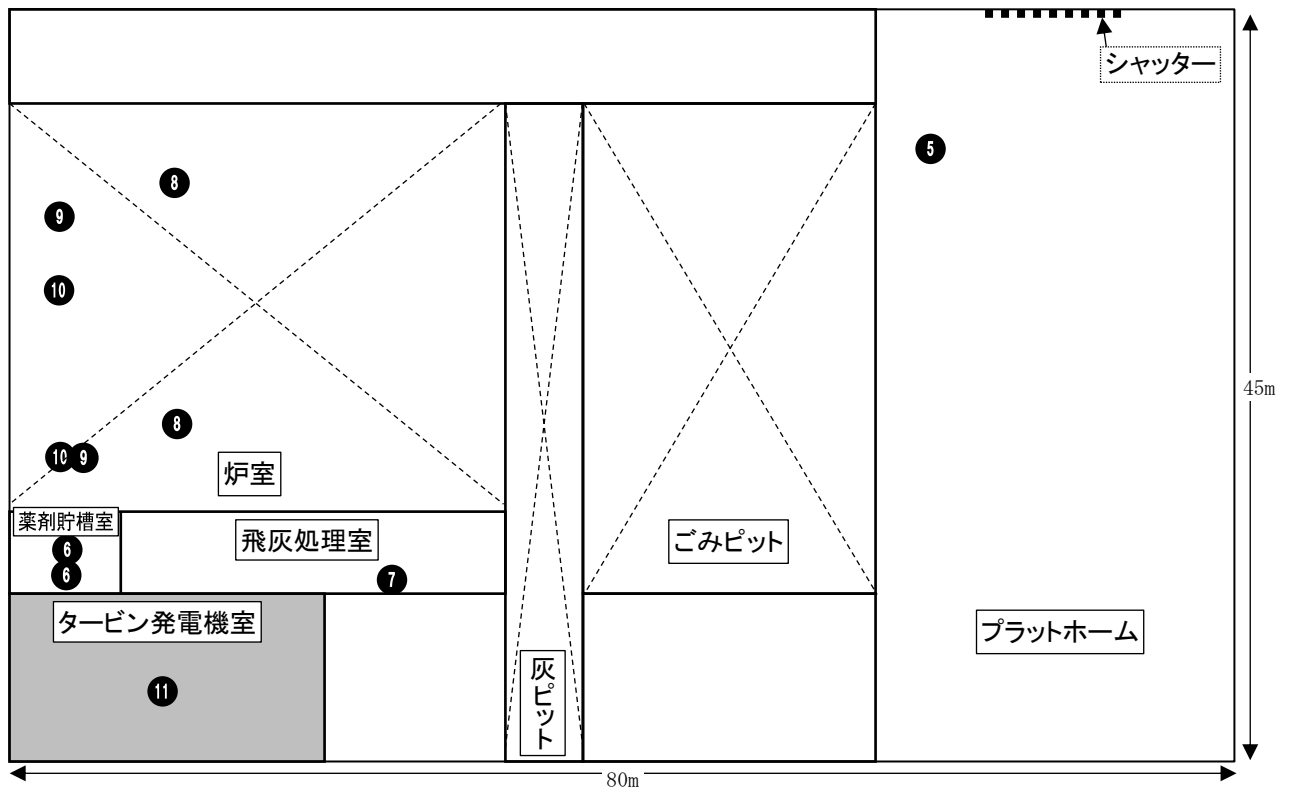 シャッター
5
8
9
10
45m
8
10 9
炉室
薬剤貯槽室
飛灰処理室
ごみピット
6
6
7
タービン発電機室
プラットホーム
灰ピット
11
80m